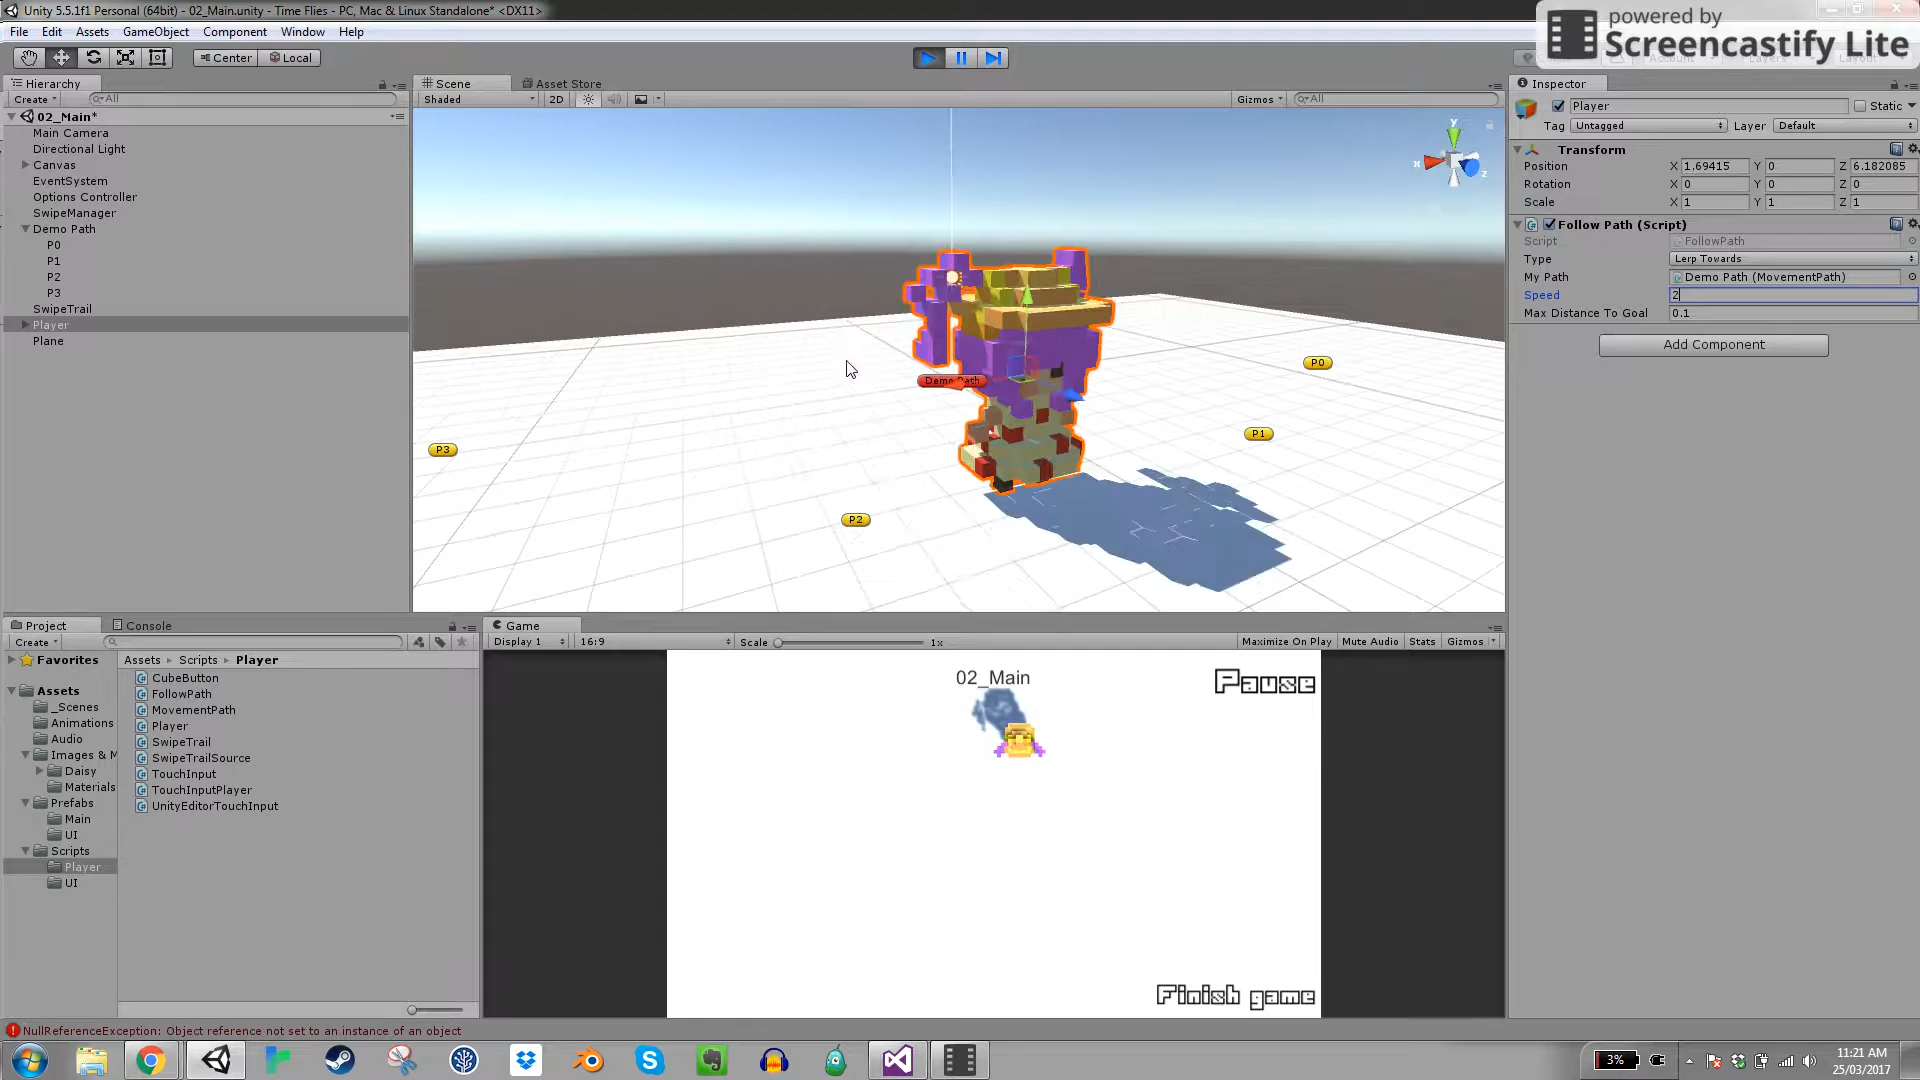 Unity 5.5.1f1 Personal (64bit) - 02_Main.unity - Time Flies - PC, Mac & Linux Standalone* <DX11>
powered by
Screencastify Lite
File Edit Assets GameObject Component Window Help
Center Local
Hierarchy
Scene Asset Store
Inspector
Create All
Shaded 2D Gizmos All
Player Static
Tag Untagged Layer Default
02_Main*
Main Camera
Directional Light
Canvas
EventSystem
Options Controller
SwipeManager
Demo Path
P0
P1
P2
P3
SwipeTrail
Player
Plane
y
x
z
Demo Path
P0
P1
P2
P3
Transform
Position X 1.69415 Y 0 Z 6.182085
Rotation X 0 Y 0 Z 0
Scale X 1 Y 1 Z 1
Follow Path (Script)
Script FollowPath
Type Lerp Towards
My Path Demo Path (MovementPath)
Speed 2
Max Distance To Goal 0.1
Add Component
Project Console
Create
Favorites
Assets
_Scenes
Animations
Audio
Images & M
Daisy
Materials
Prefabs
Main
UI
Scripts
Player
UI
Assets Scripts Player
CubeButton
FollowPath
MovementPath
Player
SwipeTrail
SwipeTrailSource
TouchInput
TouchInputPlayer
UnityEditorTouchInput
Game
Display 1 16:9 Scale 1x Maximize On Play Mute Audio Stats Gizmos
02_Main
Pause
Finish game
NullReferenceException: Object reference not set to an instance of an object
3%
11:21 AM
25/03/2017